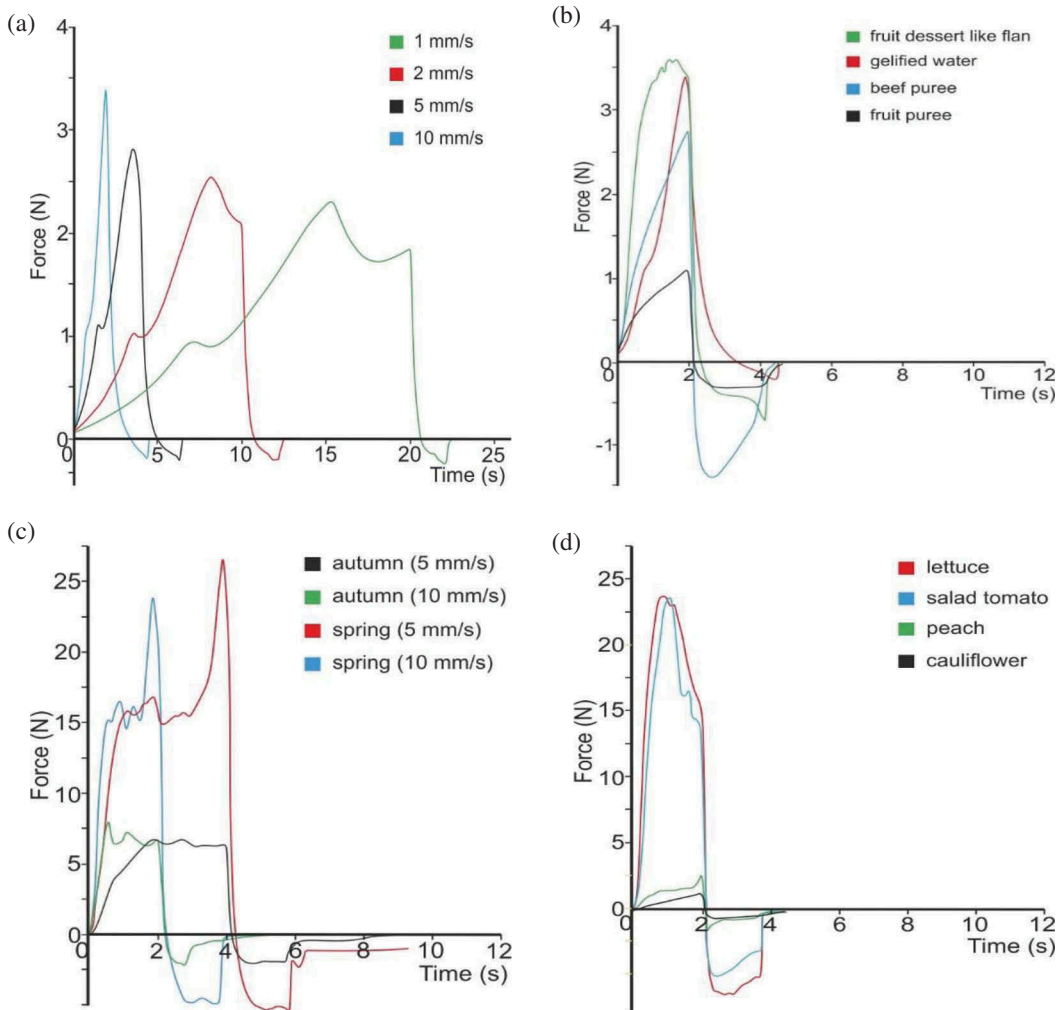 (a)
4
3
2
1
0
Force (N)
1 mm/s
2 mm/s
5 mm/s
10 mm/s
0
5
10
15
20
25
Time (s)
(b)
4
3
2
1
0
-1
Force (N)
fruit dessert like flan
gelified water
beef puree
fruit puree
0
2
4
6
8
10
12
Time (s)
(c)
25
20
15
10
5
0
Force (N)
autumn (5 mm/s)
autumn (10 mm/s)
spring (5 mm/s)
spring (10 mm/s)
0
2
4
6
8
10
12
Time (s)
(d)
25
20
15
10
5
0
Force (N)
lettuce
salad tomato
peach
cauliflower
0
2
4
6
8
10
12
Time (s)